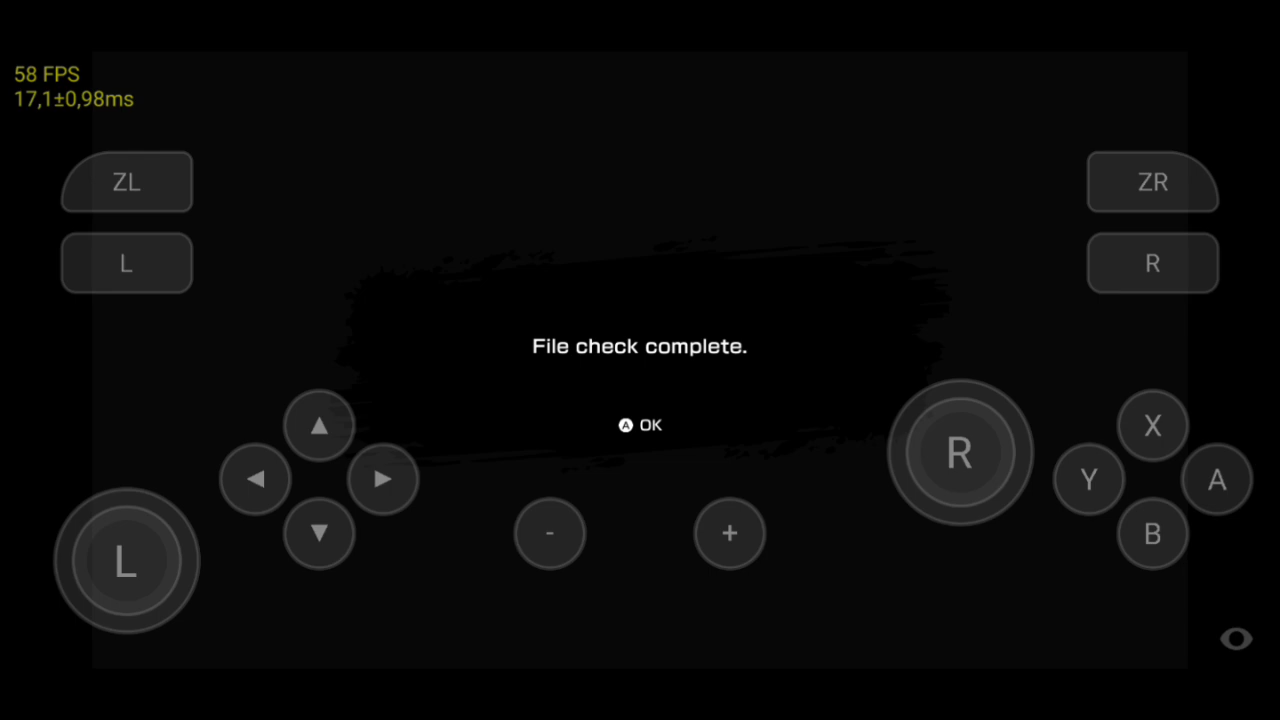 58 FPS
17,1±0,98ms
ZL
ZR
L
R
File check complete.
A OK
▲
◀
▶
▼
L
-
+
R
X
Y
A
B